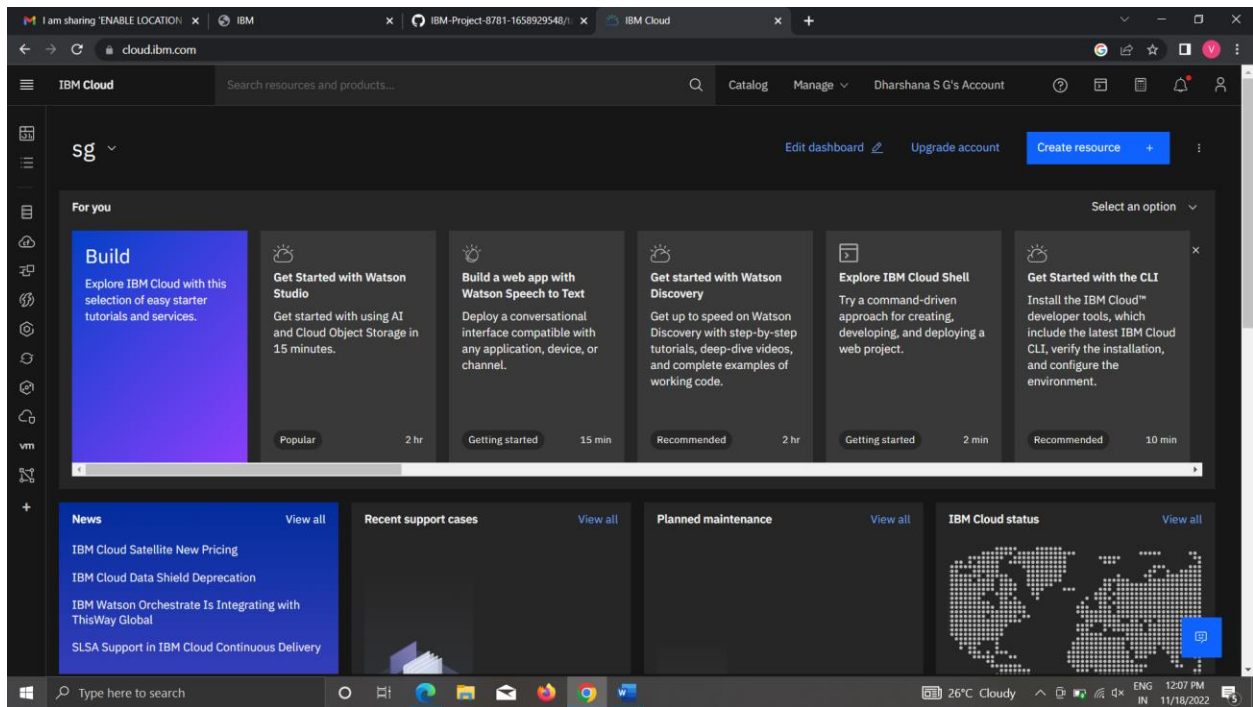 I am sharing 'ENABLE LOCATION
IBM
IBM-Project-8781-1658929548/
IBM Cloud
cloud.ibm.com
V
IBM Cloud
Search resources and products...
Catalog
Manage
Dharshana S G's Account
sg
Edit dashboard
Upgrade account
Create resource +
For you
Select an option
Build
Explore IBM Cloud with this
selection of easy starter
tutorials and services.
Get Started with Watson
Studio
Get started with using AI
and Cloud Object Storage in
15 minutes.
Popular
2 hr
Build a web app with
Watson Speech to Text
Deploy a conversational
interface compatible with
any application, device, or
channel.
Getting started
15 min
Get started with Watson
Discovery
Get up to speed on Watson
Discovery with step-by-step
tutorials, deep-dive videos,
and complete examples of
working code.
Recommended
2 hr
Explore IBM Cloud Shell
Try a command-driven
approach for creating,
developing, and deploying a
web project.
Getting started
2 min
Get Started with the CLI
Install the IBM Cloud™
developer tools, which
include the latest IBM Cloud
CLI, verify the installation,
and configure the
environment.
Recommended
10 min
vm
News
View all
IBM Cloud Satellite New Pricing
IBM Cloud Data Shield Deprecation
IBM Watson Orchestrate Is Integrating with
ThisWay Global
SLSA Support in IBM Cloud Continuous Delivery
Recent support cases
View all
Planned maintenance
View all
IBM Cloud status
View all
Type here to search
26°C Cloudy
ENG
IN
12:07 PM
11/18/2022
5